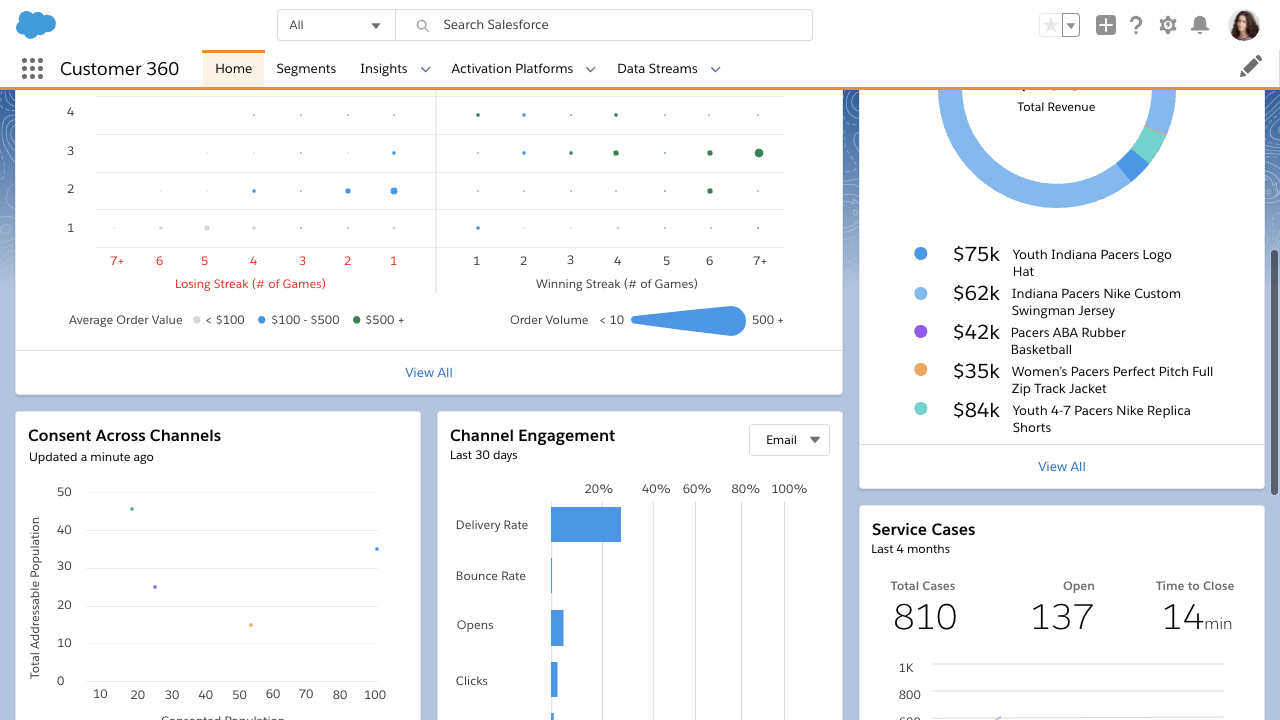 All
Search Salesforce
Customer 360
Home
Segments
Insights
Activation Platforms
Data Streams
4
3
2
1
7+ 6 5 4 3 2 1 1 2 3 4 5 6 7+
Losing Streak (# of Games)
Winning Streak (# of Games)
Average Order Value < $100 $100 - $500 $500 +
Order Volume < 10 500 +
View All
Total Revenue
$75k Youth Indiana Pacers Logo
Hat
$62k Indiana Pacers Nike Custom
Swingman Jersey
$42k Pacers ABA Rubber
Basketball
$35k Women's Pacers Perfect Pitch Full
Zip Track Jacket
$84k Youth 4-7 Pacers Nike Replica
Shorts
View All
Consent Across Channels
Updated a minute ago
Total Addressable Population
50
40
30
20
10
0
10 20 30 40 50 60 70 80 100
Consented Population
Channel Engagement
Last 30 days
Email
20% 40% 60% 80% 100%
Delivery Rate
Bounce Rate
Opens
Clicks
Service Cases
Last 4 months
Total Cases Open Time to Close
810 137 14min
1K
800
600